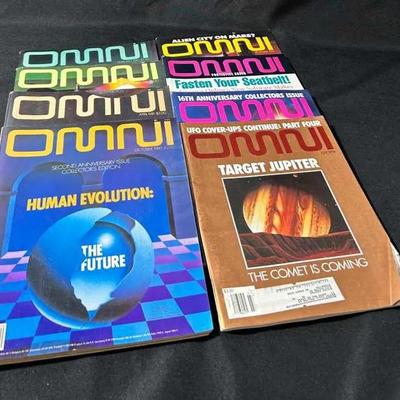 OMNI
OMNI
OMNI
OMNI
SECOND ANNIVERSARY ISSUE
COLLECTORS EDITION
HUMAN EVOLUTION:
THE
FUTURE
ALIEN CITY ON MARS?
OMNI
OMNI
Fasten Your Seatbelt!
16TH ANNIVERSARY COLLECTORS ISSUE
OMNI
UFO COVER-UPS CONTINUE: PART FOUR
OMNI
TARGET JUPITER
THE COMET IS COMING